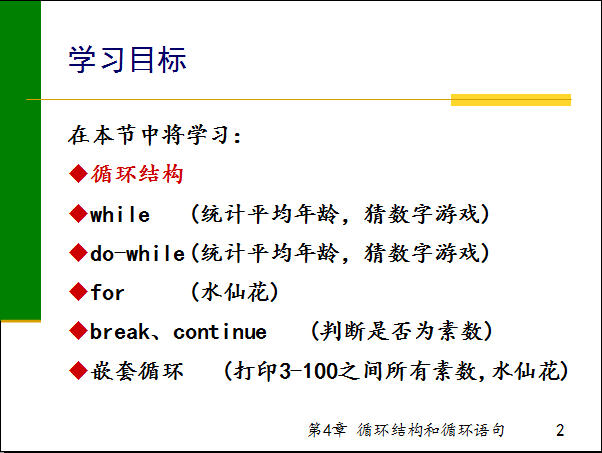 学习目标
在本节中将学习：
◆循环结构
◆while (统计平均年龄，猜数字游戏)
◆do-while(统计平均年龄，猜数字游戏)
◆for (水仙花)
◆break、continue (判断是否为素数)
◆嵌套循环 (打印3-100之间所有素数,水仙花)
第4章 循环结构和循环语句 2